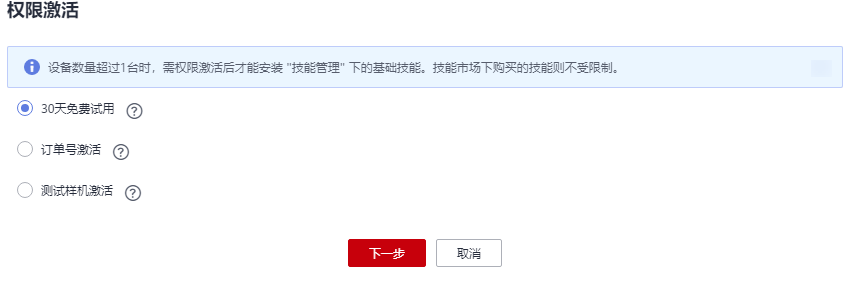 权限激活
设备数量超过1台时，需权限激活后才能安装 "技能管理" 下的基础技能。技能市场下购买的技能则不受限制。
30天免费试用 ?
订单号激活 ?
测试样机激活 ?
下一步 取消